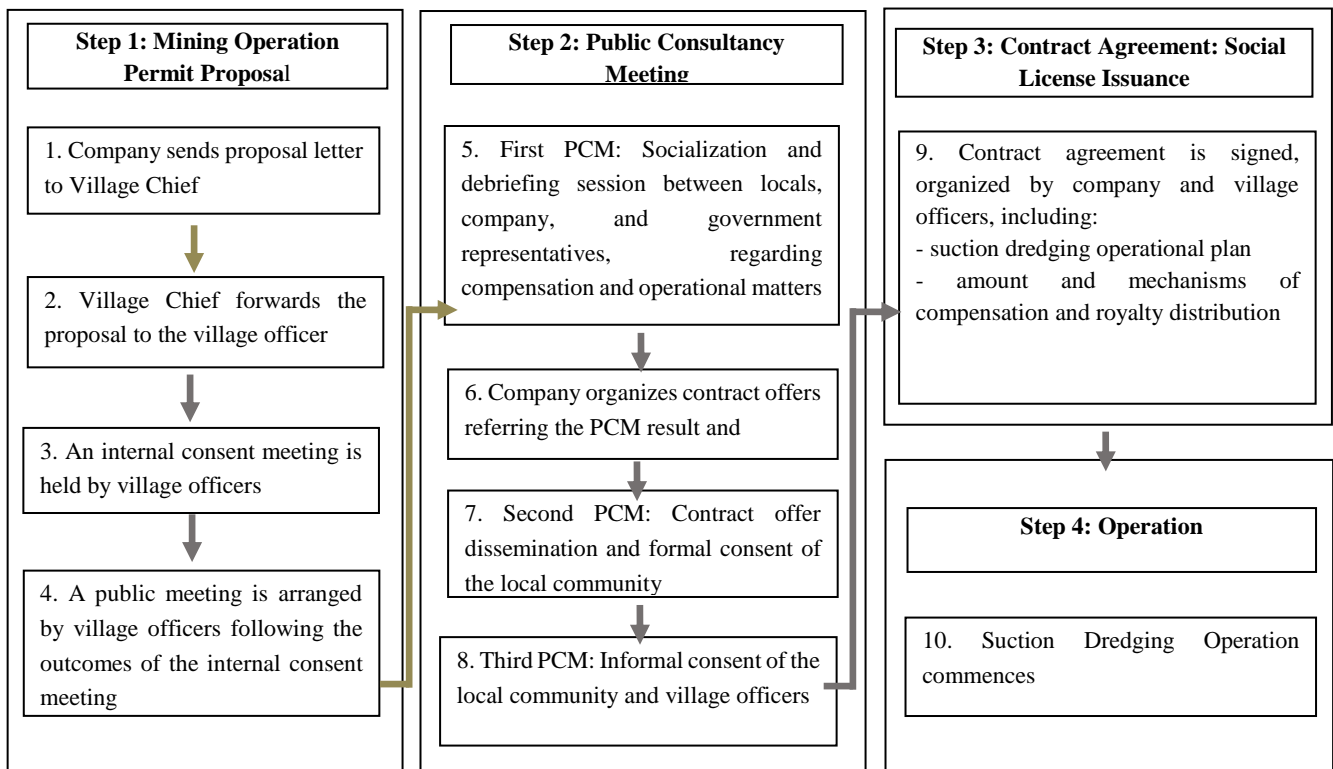 Step 1: Mining Operation
Permit Proposal
1. Company sends proposal letter
to Village Chief
2. Village Chief forwards the
proposal to the village officer
3. An internal consent meeting is
held by village officers
4. A public meeting is arranged
by village officers following the
outcomes of the internal consent
meeting
Step 2: Public Consultancy
Meeting
5. First PCM: Socialization and
debriefing session between locals,
company, and government
representatives, regarding
compensation and operational matters
6. Company organizes contract offers
referring the PCM result and
7. Second PCM: Contract offer
dissemination and formal consent of
the local community
8. Third PCM: Informal consent of the
local community and village officers
Step 3: Contract Agreement: Social
License Issuance
9. Contract agreement is signed,
organized by company and village
officers, including:
- suction dredging operational plan
- amount and mechanisms of
compensation and royalty distribution
Step 4: Operation
10. Suction Dredging Operation
commences